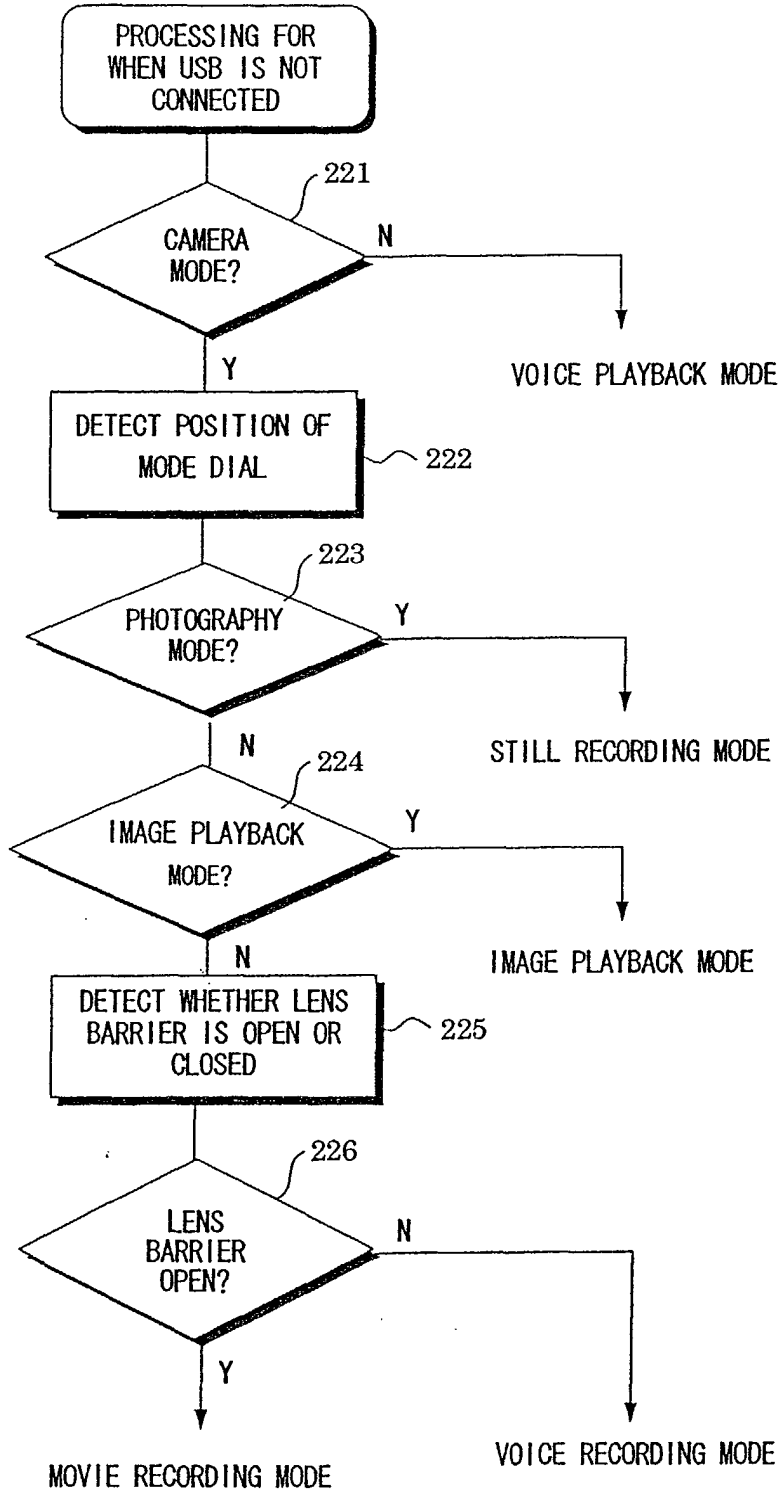 PROCESSING FOR
WHEN USB IS NOT
CONNECTED
221
CAMERA
MODE?
N
Y
VOICE PLAYBACK MODE
DETECT POSITION OF
MODE DIAL
222
223
PHOTOGRAPHY
MODE?
Y
N
STILL RECORDING MODE
224
IMAGE PLAYBACK
MODE?
Y
N
IMAGE PLAYBACK MODE
DETECT WHETHER LENS
BARRIER IS OPEN OR
CLOSED
225
226
LENS
BARRIER
OPEN?
N
Y
VOICE RECORDING MODE
MOVIE RECORDING MODE